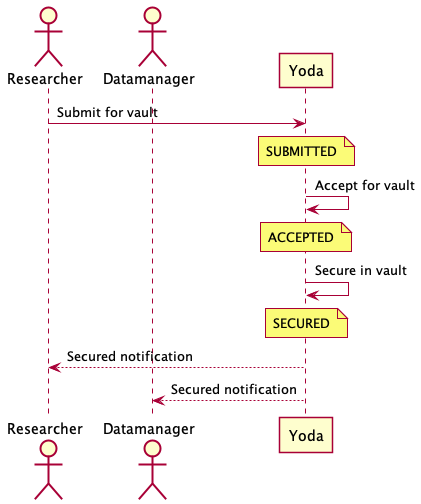 Researcher
Datamanager
Yoda
Submit for vault
SUBMITTED
Accept for vault
ACCEPTED
Secure in vault
SECURED
Secured notification
Secured notification
Researcher
Datamanager
Yoda